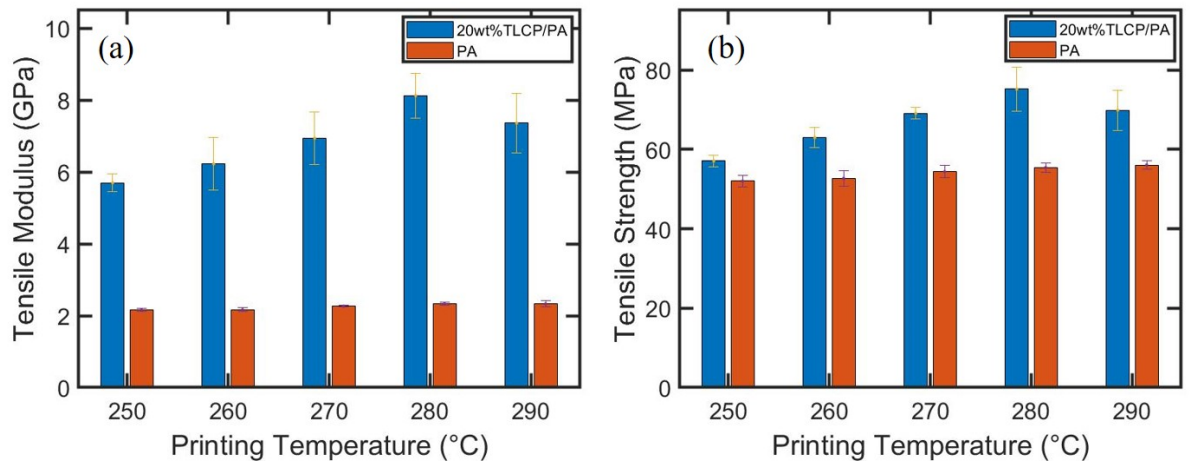 (a)
20wt%TLCP/PA
PA
Tensile Modulus (GPa)
10
8
6
4
2
0
250 260 270 280 290
Printing Temperature (°C)
(b)
20wt%TLCP/PA
PA
Tensile Strength (MPa)
80
60
40
20
0
250 260 270 280 290
Printing Temperature (°C)